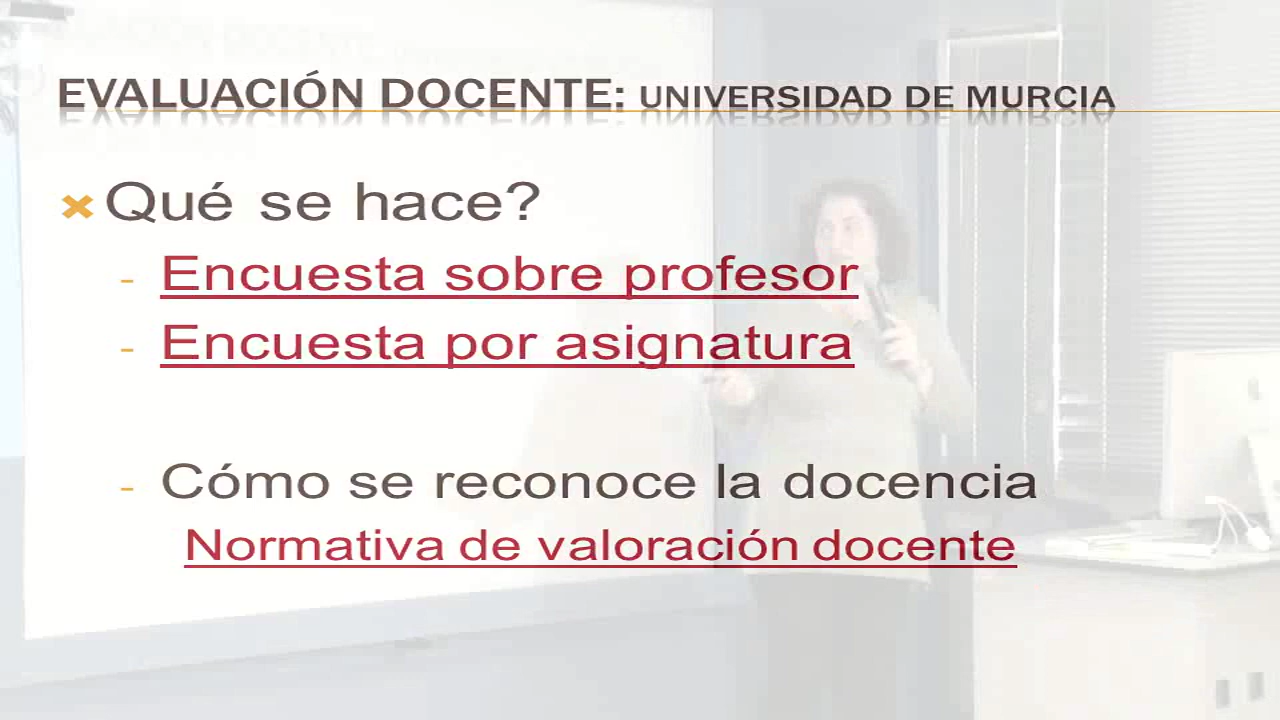 EVALUACIÓN DOCENTE: UNIVERSIDAD DE MURCIA
Qué se hace?
- Encuesta sobre profesor
- Encuesta por asignatura
- Cómo se reconoce la docencia
Normativa de valoración docente